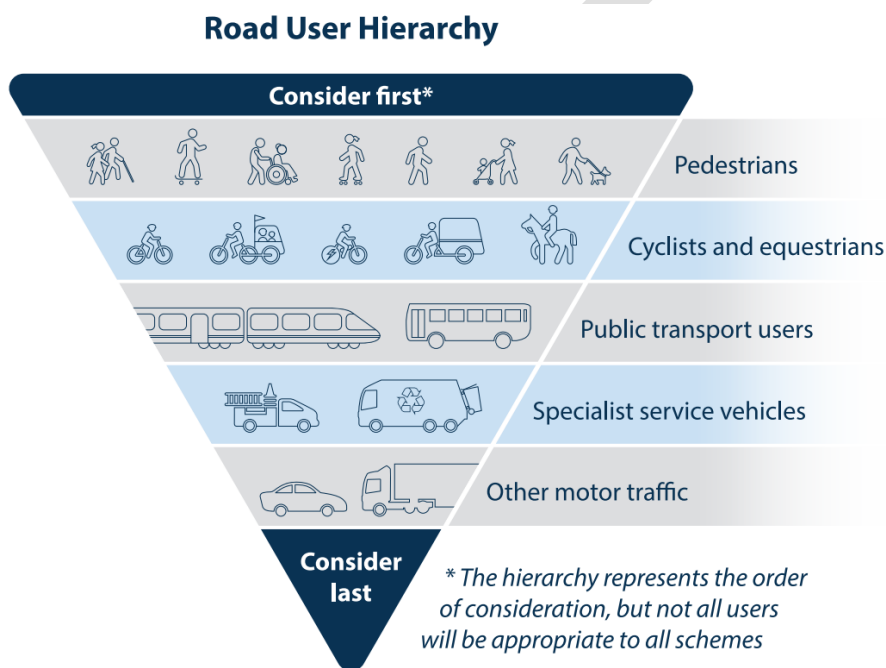 Road User Hierarchy
Consider first*
Pedestrians
Cyclists and equestrians
Public transport users
Specialist service vehicles
Other motor traffic
Consider
last
* The hierarchy represents the order
of consideration, but not all users
will be appropriate to all schemes